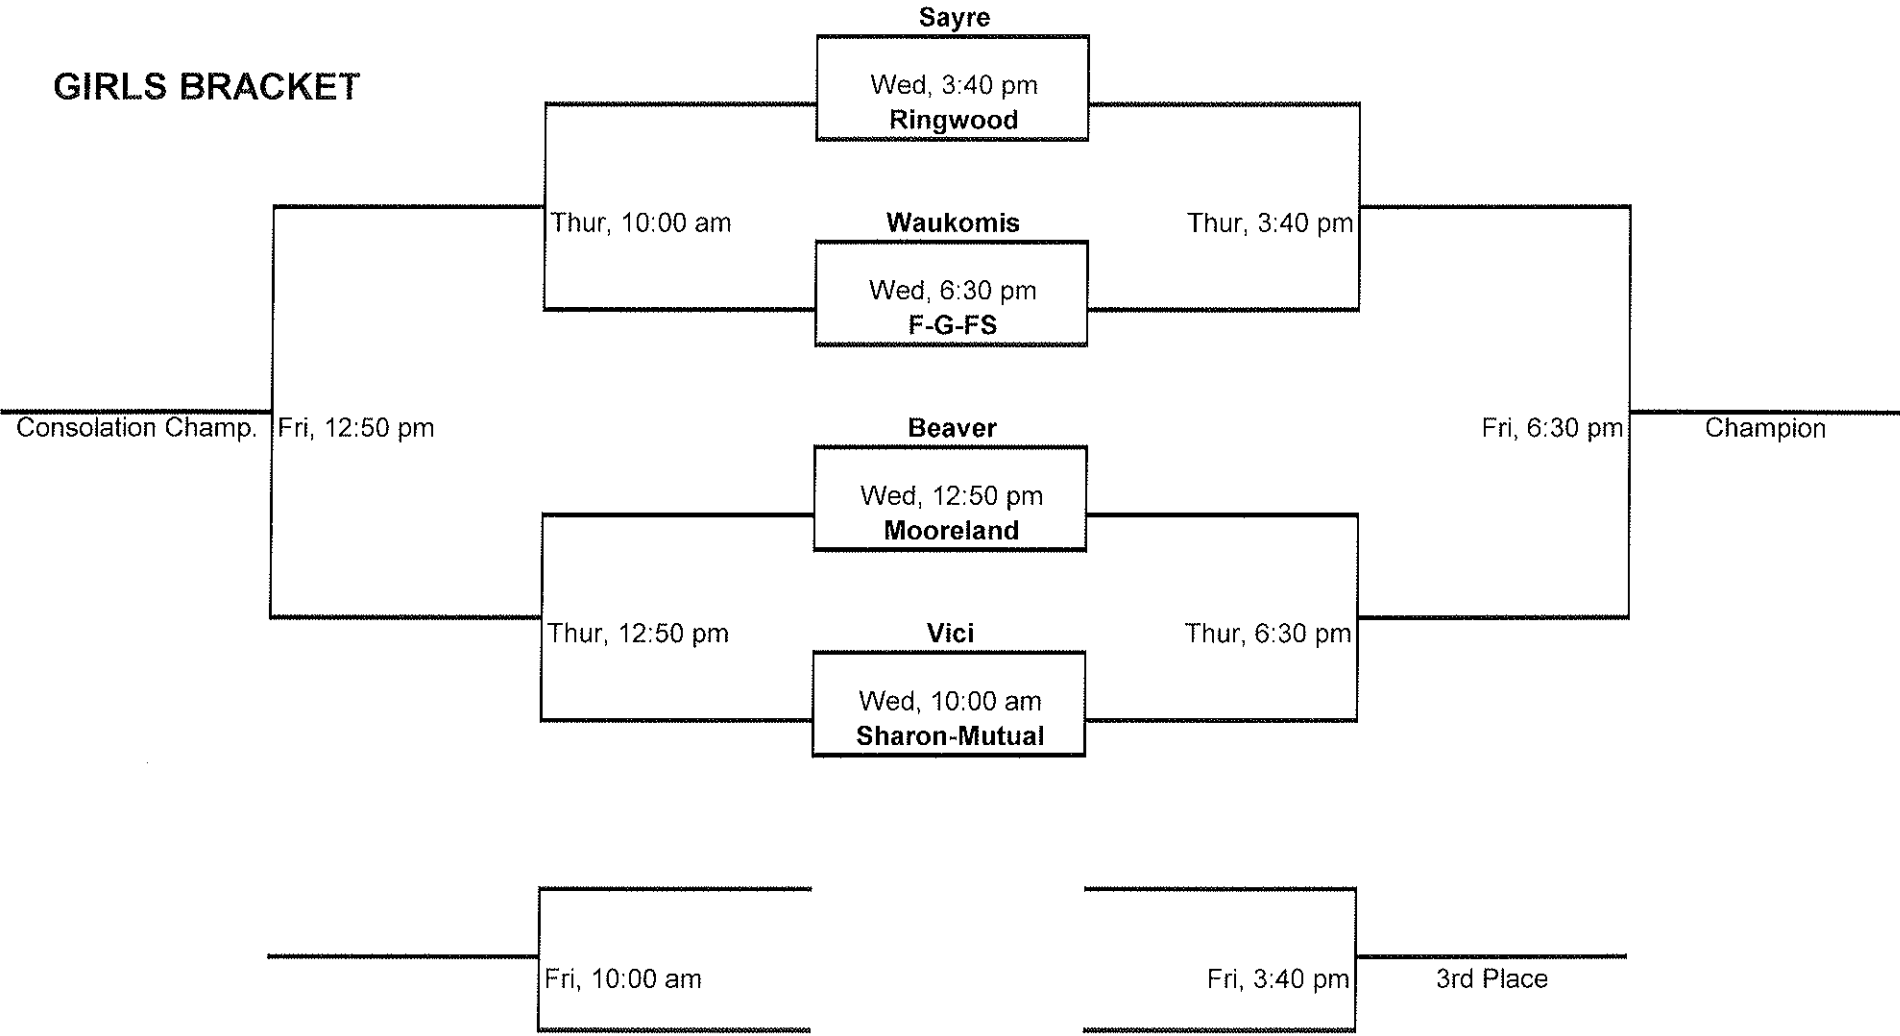 Sayre
GIRLS BRACKET
Wed, 3:40 pm
Ringwood
Thur, 10:00 am
Waukomis
Thur, 3:40 pm
Wed, 6:30 pm
F-G-FS
Consolation Champ.
Fri, 12:50 pm
Beaver
Fri, 6:30 pm
Champion
Wed, 12:50 pm
Mooreland
Thur, 12:50 pm
Vici
Thur, 6:30 pm
Wed, 10:00 am
Sharon-Mutual
Fri, 10:00 am
Fri, 3:40 pm
3rd Place